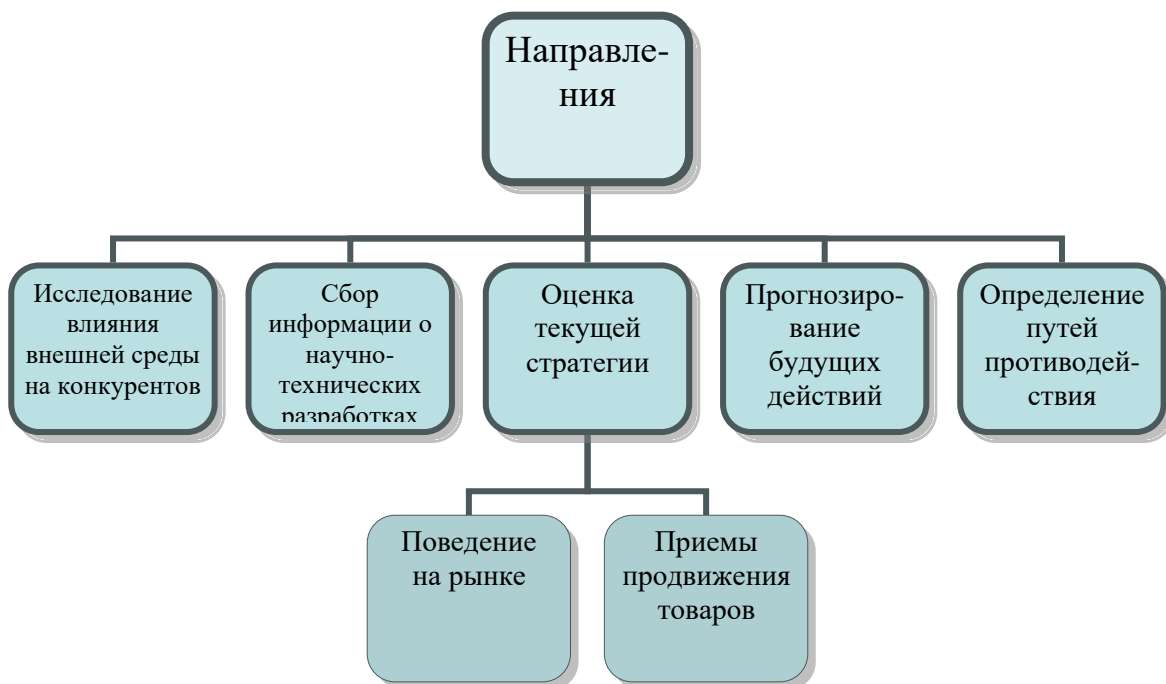 Направле-
ния
Исследование
влияния
внешней среды
на конкурентов
Сбор
информации о
научно-
технических
разработках
Оценка
текущей
стратегии
Прогнозиро-
вание
будущих
действий
Определение
путей
противодей-
ствия
Поведение
на рынке
Приемы
продвижения
товаров